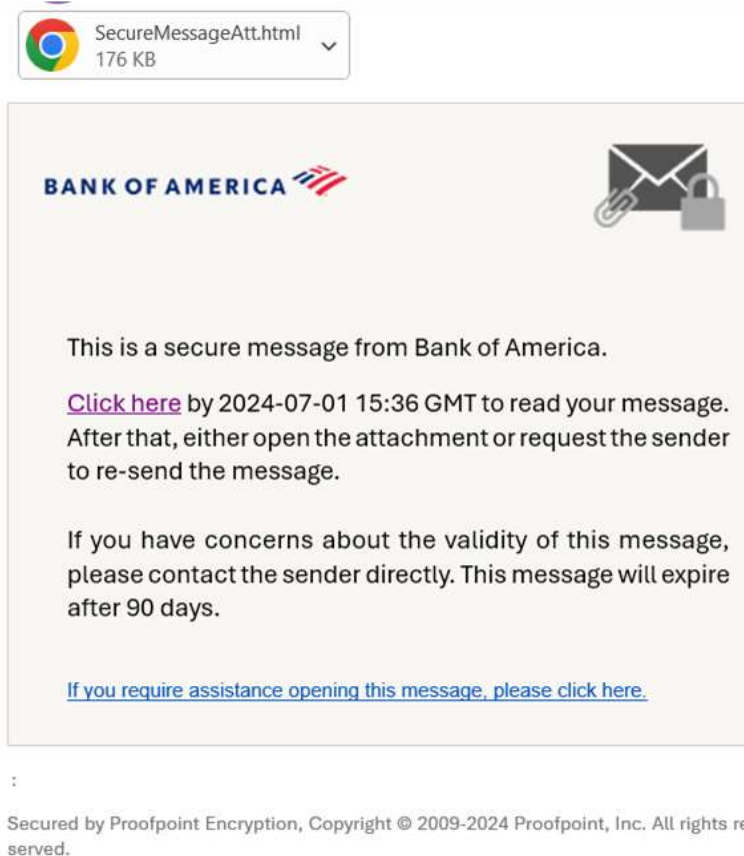 SecureMessageAtt.html
176 KB
BANK OF AMERICA
This is a secure message from Bank of America.
Click here by 2024-07-01 15:36 GMT to read your message.
After that, either open the attachment or request the sender
to re-send the message.
If you have concerns about the validity of this message,
please contact the sender directly. This message will expire
after 90 days.
If you require assistance opening this message, please click here.
:
Secured by Proofpoint Encryption, Copyright © 2009-2024 Proofpoint, Inc. All rights re
served.